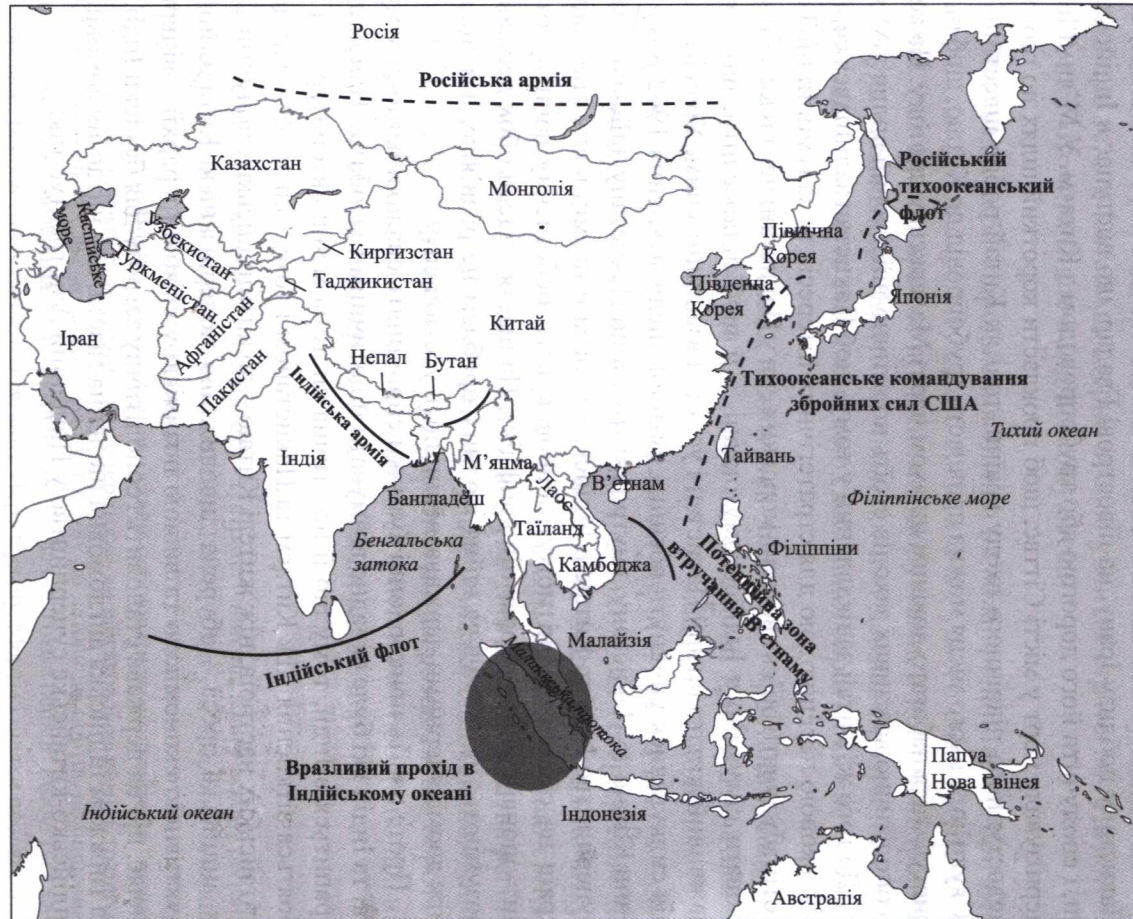 Росія
Російська армія
Казахстан
Монголія
Російський
тихоокеанський
флот
Каспійське
море
Узбекистан
Туркменістан
Киргизстан
Таджикистан
Північна
Корея
Південна
Корея
Японія
Іран
Афганістан
Пакистан
Китай
Непал
Бутан
Індійська армія
Індія
Бангладеш
М’янма
Лаос
В’єтнам
Таїланд
Камбоджа
Тихоокеанське командування
збройних сил США
Тихий океан
Тайвань
Філіппінське море
Філіппіни
Бенгальська
затока
Потенційна зона
втручання В’єтнаму
Індійський флот
Малайзія
Малаккська протока
Вразливий прохід в
Індійському океані
Індійський океан
Індонезія
Папуа
Нова Гвінея
Австралія